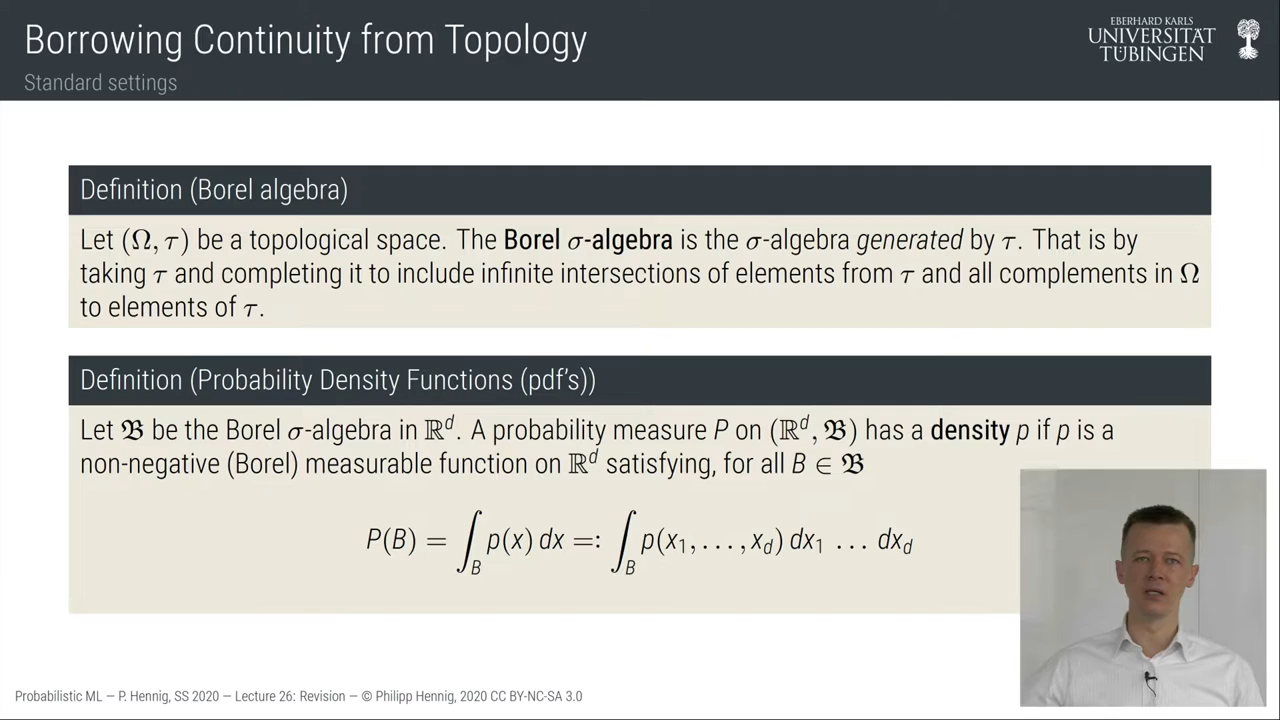 Borrowing Continuity from Topology
Standard settings
EBERHARD KARLS
UNIVERSITÄT
TÜBINGEN
Definition (Borel algebra)
Let (Ω, τ) be a topological space. The Borel σ-algebra is the σ-algebra generated by τ. That is by
taking τ and completing it to include infinite intersections of elements from τ and all complements in Ω
to elements of τ.
Definition (Probability Density Functions (pdf's))
Let 𝔅 be the Borel σ-algebra in ℝᵈ. A probability measure P on (ℝᵈ, 𝔅) has a density p if p is a
non-negative (Borel) measurable function on ℝᵈ satisfying, for all B ∈ 𝔅
P(B) = ∫_B p(x) dx =: ∫_B p(x₁, . . . , x_d) dx₁ . . . dx_d
Probabilistic ML — P. Hennig, SS 2020 — Lecture 26: Revision — © Philipp Hennig, 2020 CC BY-NC-SA 3.0